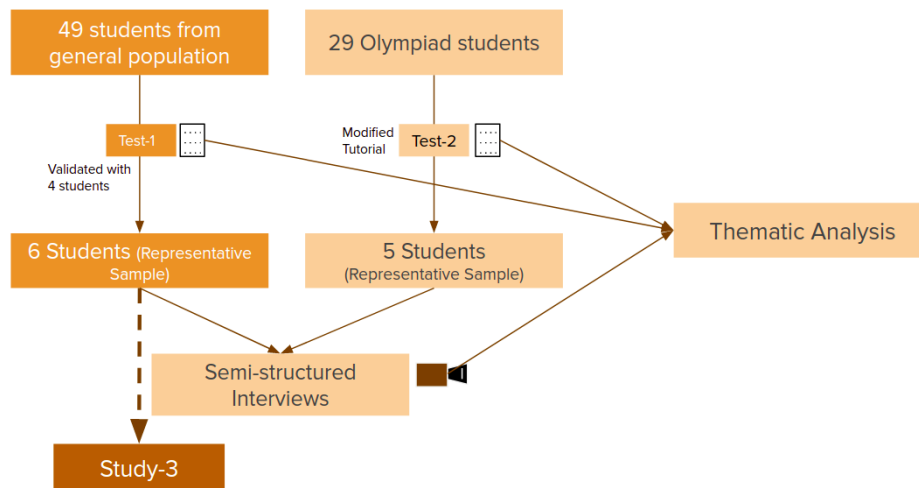 49 students from
general population
29 Olympiad students
Test-1
Modified
Tutorial
Test-2
Validated with
4 students
6 Students (Representative
Sample)
5 Students
(Representative Sample)
Thematic Analysis
Semi-structured
Interviews
Study-3